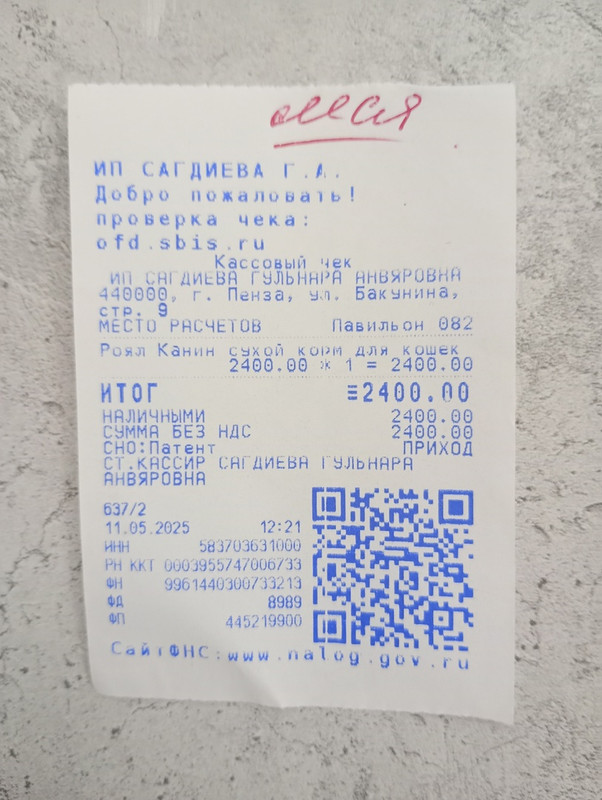 ИП САГДИЕВА Г.А.
Добро пожаловать!
проверка чека:
ofd.sbis.ru
Кассовый чек
ИП САГДИЕВА ГУЛЬНАРА АНВЯРОВНА
440000, г. Пенза, ул. Бакунина,
стр. 9
МЕСТО РАСЧЕТОВ Павильон 082
Роял Канин сухой корм для кошек
2400.00 * 1 = 2400.00
ИТОГ ≡2400.00
НАЛИЧНЫМИ 2400.00
СУММА БЕЗ НДС 2400.00
СНО:Патент ПРИХОД
СТ.КАССИР САГДИЕВА ГУЛЬНАРА
АНВЯРОВНА
637/2
11.05.2025 12:21
ИНН 583703631000
РН ККТ 0003955747006733
ФН 9961440300733213
ФД 8989
ФП 445219900
СайтФНС:www.nalog.gov.ru